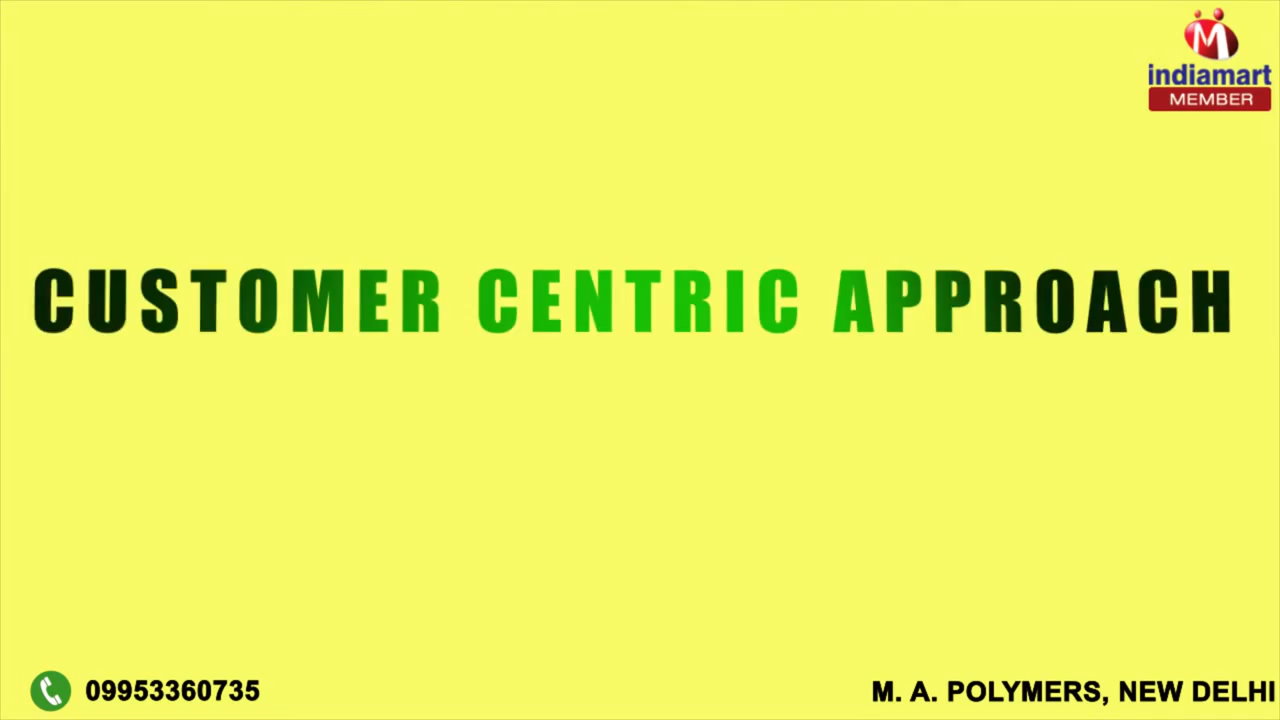 indiamart
MEMBER
CUSTOMER CENTRIC APPROACH
09953360735
M. A. POLYMERS, NEW DELHI